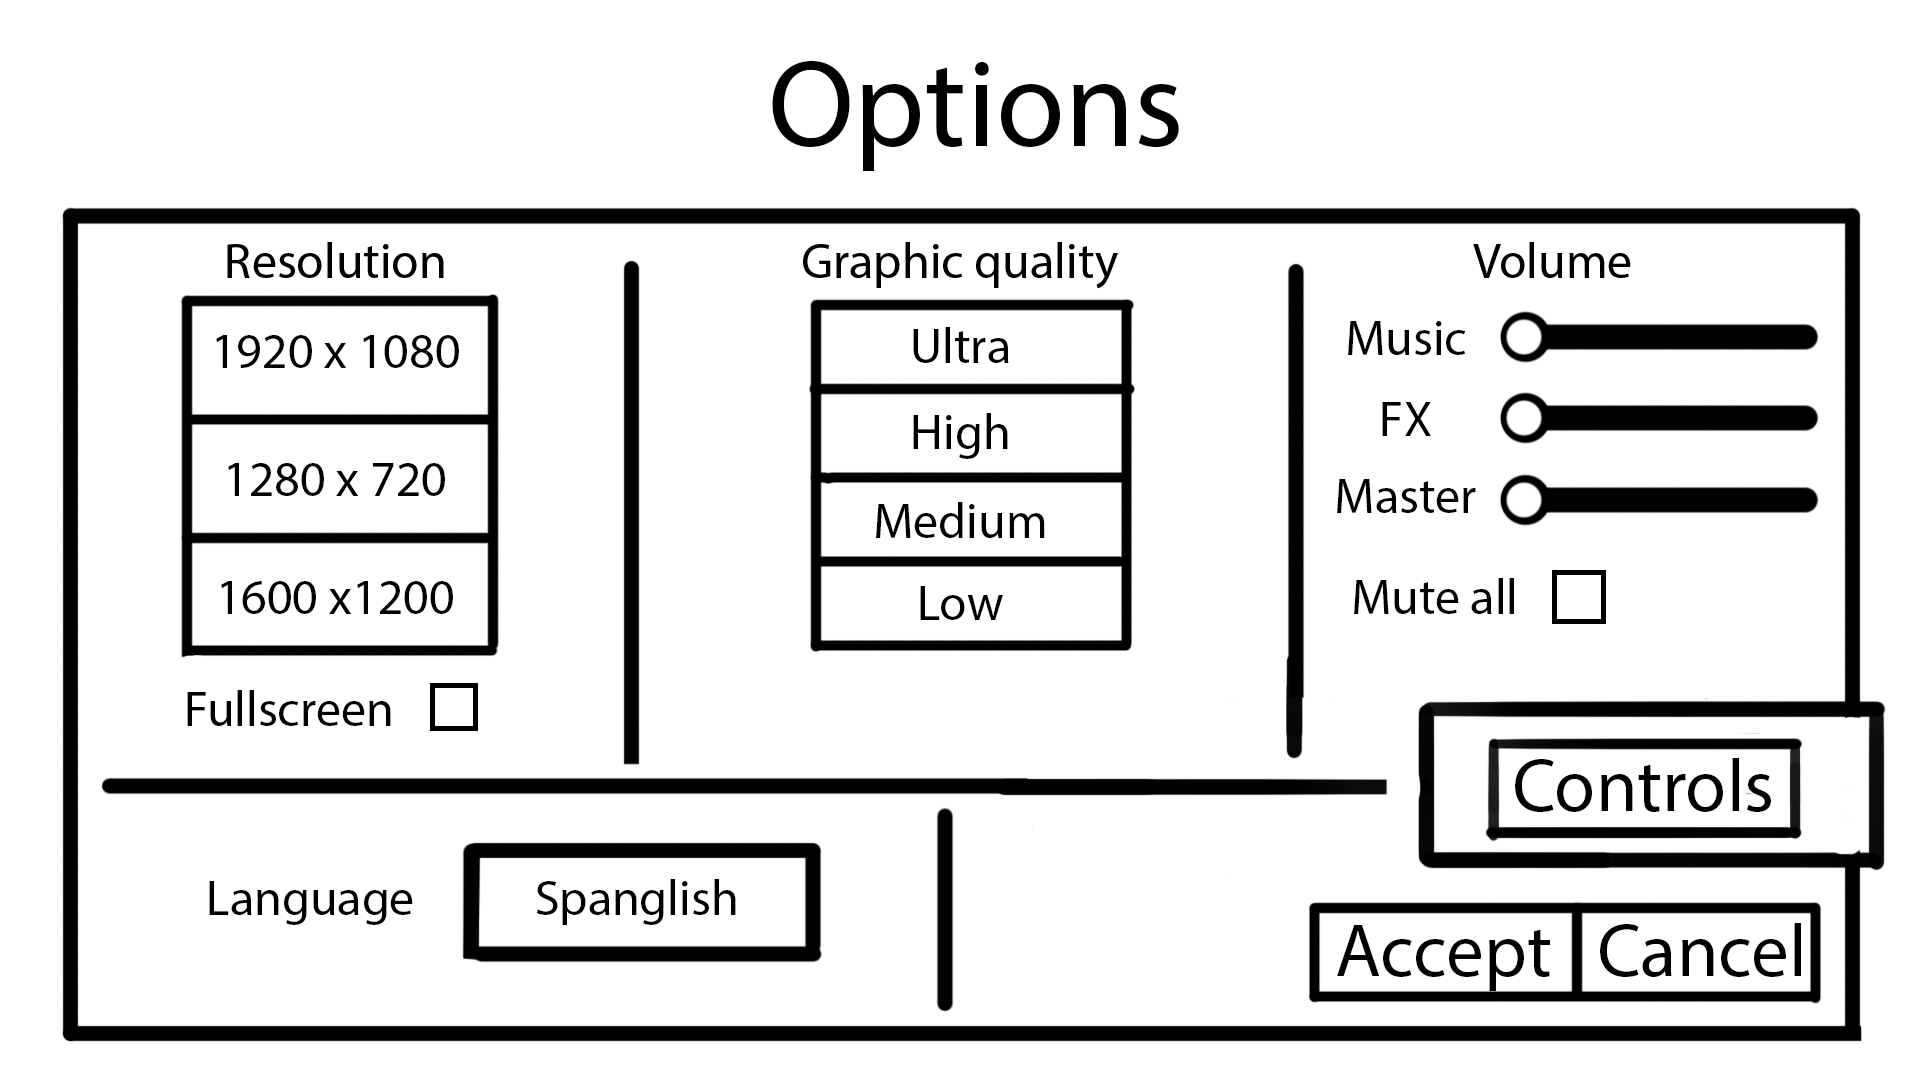 Options
Resolution
1920 x 1080
1280 x 720
1600 x1200
Fullscreen
Graphic quality
Ultra
High
Medium
Low
Volume
Music
FX
Master
Mute all
Controls
Language
Spanglish
Accept
Cancel